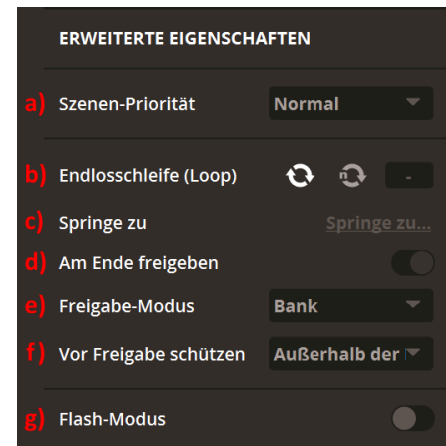 ERWEITERTE EIGENSCHAFTEN
a) Szenen-Priorität Normal
b) Endlosschleife (Loop) n -
c) Springe zu Springe zu...
d) Am Ende freigeben
e) Freigabe-Modus Bank
f) Vor Freigabe schützen Außerhalb der
g) Flash-Modus